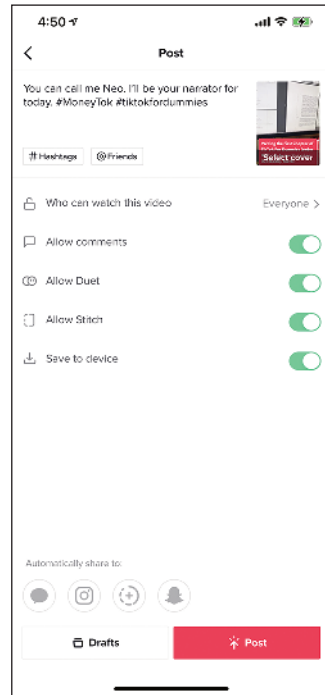 4:50
Post
You can call me Neo. I'll be your narrator for
today. #MoneyTok #tiktokfordummies
# Hashtags
@ Friends
Select cover
Who can watch this video
Everyone >
Allow comments
Allow Duet
Allow Stitch
Save to device
Automatically share to:
Drafts
Post